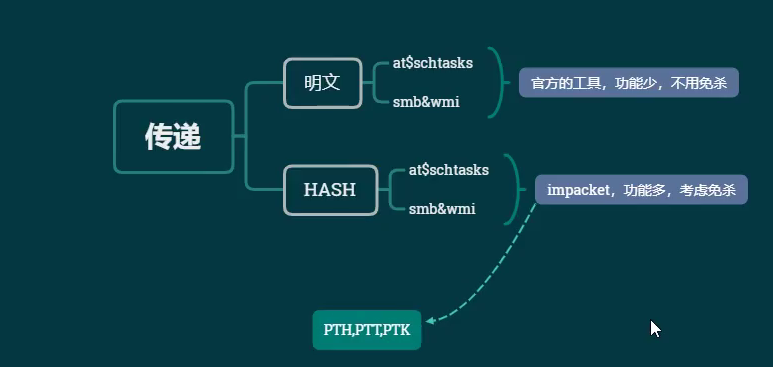 传递
明文
at$schtasks
smb&wmi
官方的工具，功能少，不用免杀
HASH
at$schtasks
smb&wmi
impacket，功能多，考虑免杀
PTH,PTT,PTK